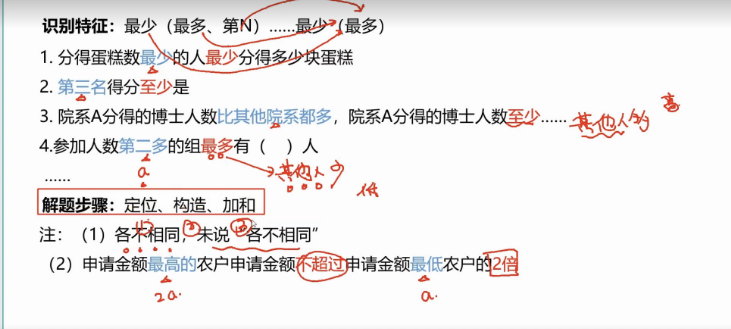 识别特征：最少（最多、第N）……最少（最多）
1. 分得蛋糕数最少的人最少分得多少块蛋糕
2. 第三名得分至少是
3. 院系A分得的博士人数比其他院系都多，院系A分得的博士人数至少…… 其他人的 高
4.参加人数第二多的组最多有（　）人
a 其他人少
…… 低
解题步骤：定位、构造、加和
① ② ③
注：（1）各不相同，未说“各不相同”
（2）申请金额最高的农户申请金额不超过申请金额最低农户的2倍
2a. a.